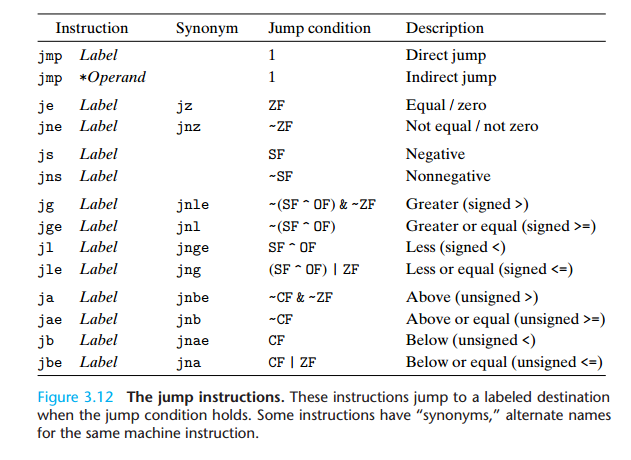 Instruction Synonym Jump condition Description
jmp Label 1 Direct jump
jmp *Operand 1 Indirect jump
je Label jz ZF Equal / zero
jne Label jnz ~ZF Not equal / not zero
js Label SF Negative
jns Label ~SF Nonnegative
jg Label jnle ~(SF ^ OF) & ~ZF Greater (signed >)
jge Label jnl ~(SF ^ OF) Greater or equal (signed >=)
jl Label jnge SF ^ OF Less (signed <)
jle Label jng (SF ^ OF) | ZF Less or equal (signed <=)
ja Label jnbe ~CF & ~ZF Above (unsigned >)
jae Label jnb ~CF Above or equal (unsigned >=)
jb Label jnae CF Below (unsigned <)
jbe Label jna CF | ZF Below or equal (unsigned <=)
Figure 3.12 The jump instructions. These instructions jump to a labeled destination
when the jump condition holds. Some instructions have “synonyms,” alternate names
for the same machine instruction.